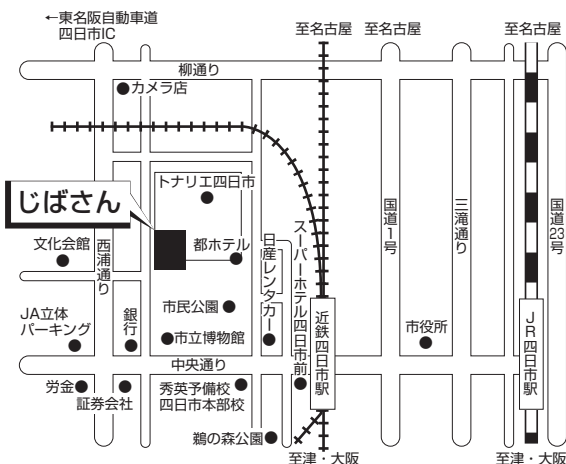 ←東名阪自動車道
四日市IC
至名古屋
至名古屋
至名古屋
柳通り
カメラ店
トナリエ四日市
じばさん
文化会館
西浦通り
都ホテル
日産レンタカー
スーパーホテル四日市前
国道1号
三滝通り
国道23号
JA立体
パーキング
銀行
市民公園
市立博物館
近鉄四日市駅
市役所
JR四日市駅
中央通り
労金
証券会社
秀英予備校
四日市本部校
鵜の森公園
至津・大阪
至津・大阪